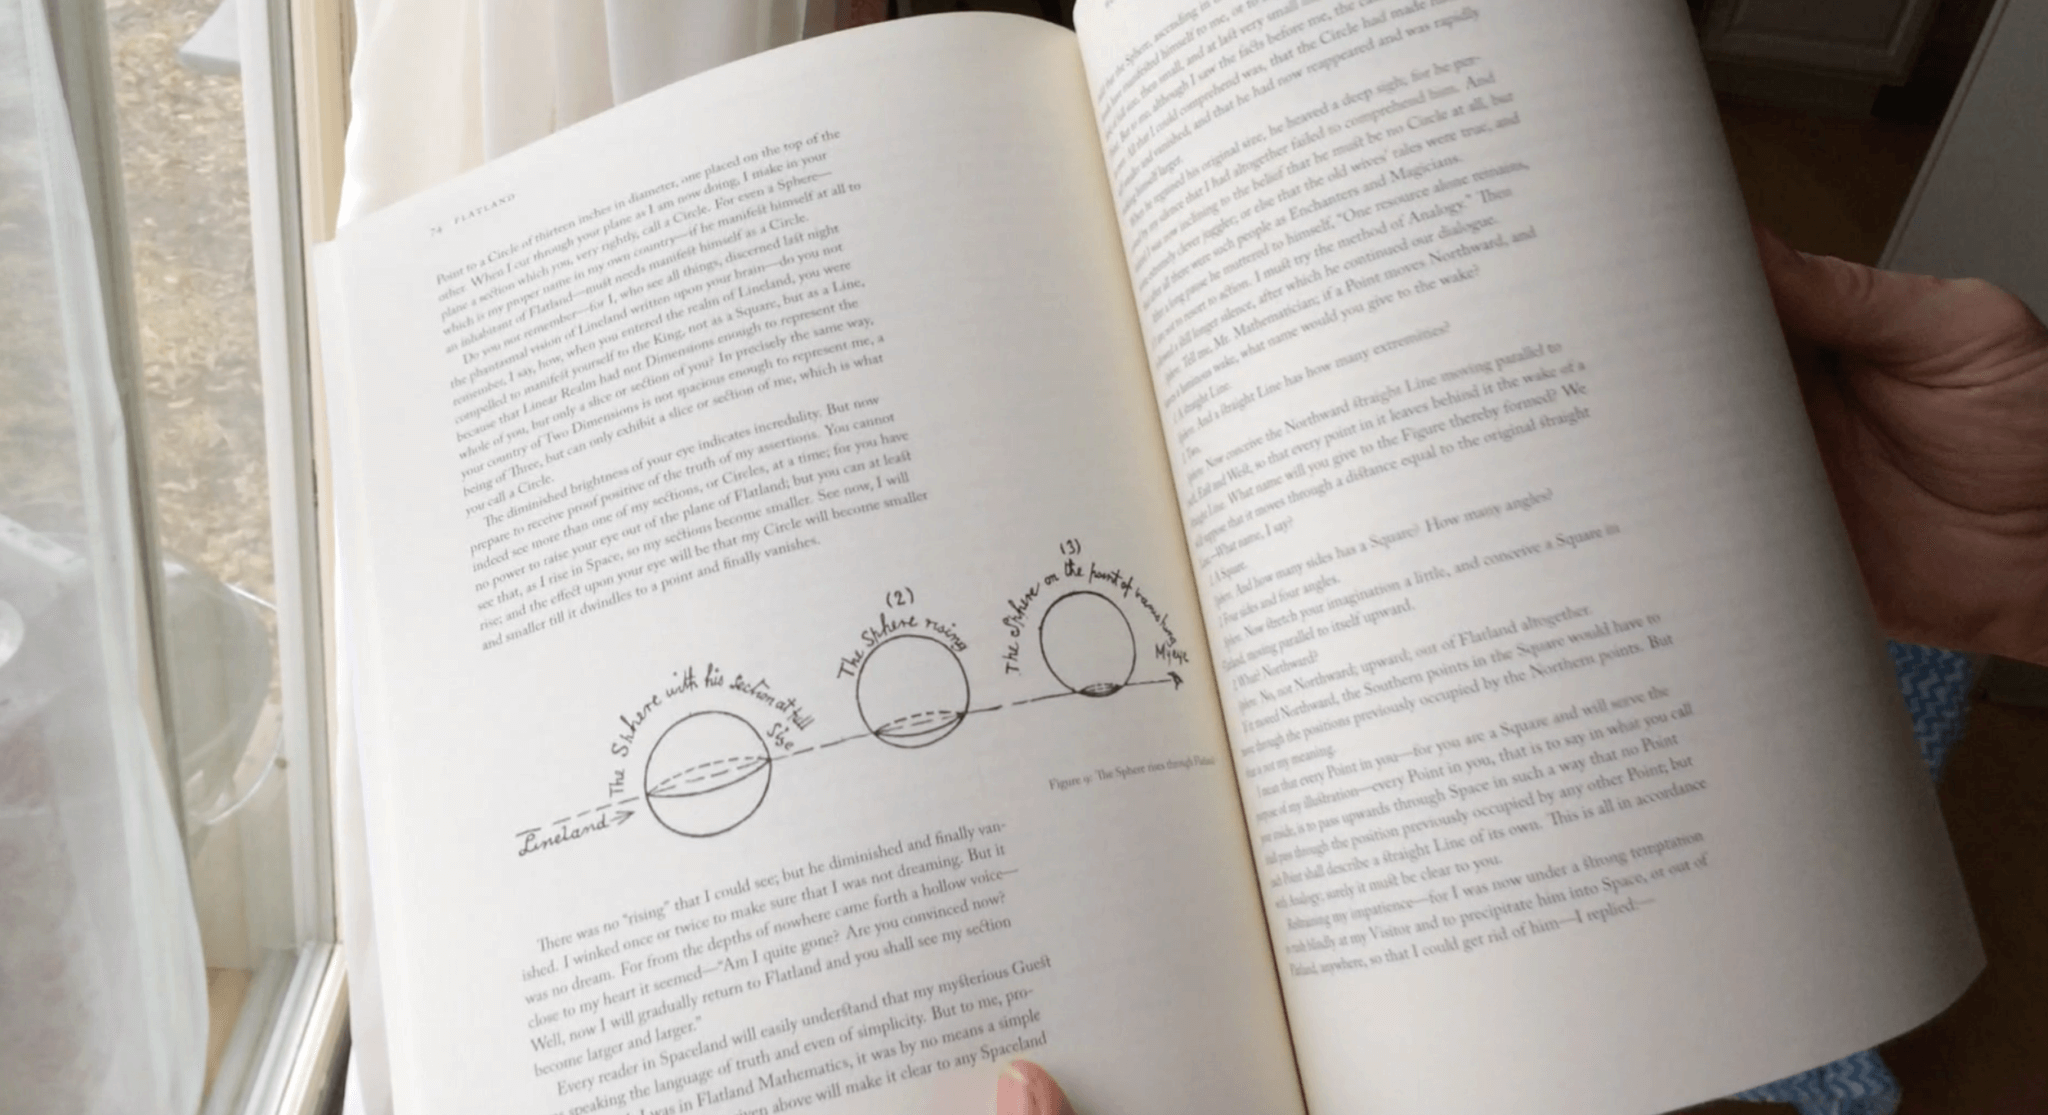 74 FLATLAND
Point to a Circle of thirteen inches in diameter, one placed on the top of the
other. When I cut through your plane as I am now doing, I make in your
plane a section which you, very rightly, call a Circle. For even a Sphere—
which is my proper name in my own country—if he manifest himself at all to
an inhabitant of Flatland—must needs manifest himself as a Circle.
Do you not remember—for I, who see all things, discerned last night
the phantasmal vision of Lineland written upon your brain—do you not
remember, I say, how, when you entered the realm of Lineland, you were
compelled to manifest yourself to the King, not as a Square, but as a Line,
because that Linear Realm had not Dimensions enough to represent the
whole of you, but only a slice or section of you? In precisely the same way,
your country of Two Dimensions is not spacious enough to represent me, a
being of Three, but can only exhibit a slice or section of me, which is what
you call a Circle.
The diminished brightness of your eye indicates incredulity. But now
prepare to receive proof positive of the truth of my assertions. You cannot
indeed see more than one of my sections, or Circles, at a time; for you have
no power to raise your eye out of the plane of Flatland; but you can at least
see that, as I rise in Space, so my sections become smaller. See now, I will
rise; and the effect upon your eye will be that my Circle will become smaller
and smaller till it dwindles to a point and finally vanishes.
The Sphere with his section at full size
(2)
The Sphere rising
(3)
The Sphere on the point of vanishing
My eye
Lineland
Figure 9: The Sphere rises through
There was no "rising" that I could see; but he diminished and finally van-
ished. I winked once or twice to make sure that I was not dreaming. But it
was no dream. For from the depths of nowhere came forth a hollow voice—
close to my heart it seemed—"Am I quite gone? Are you convinced now?
Well, now I will gradually return to Flatland and you shall see my section
become larger and larger."
Every reader in Spaceland will easily understand that my mysterious Guest
speaking the language of truth and even of simplicity. But to me, pro-
was in Flatland Mathematics, it was by no means a simple
given above will make it clear to any Spaceland
the Sphere, ascending in
himself to me, or to
then small, and at last very small
although I saw the facts before me, the
All that I could comprehend was, that the Circle had made
and vanished, and that he had now reappeared and was rapidly
himself larger.
regained his original size, he heaved a deep sigh; for he per-
by my silence that I had altogether failed to comprehend him. And
I was now inclining to the belief that he must be no Circle at all, but
extremely clever juggler; or else that the old wives' tales were true, and
after all there were such people as Enchanters and Magicians.
After a long pause he muttered to himself, "One resource alone remains,
not to resort to action. I must try the method of Analogy." Then
a still longer silence, after which he continued our dialogue.
Tell me, Mr. Mathematician; if a Point moves Northward, and
a luminous wake, what name would you give to the wake?
A straight Line.
And a straight Line has how many extremities?
Two.
Now conceive the Northward straight Line moving parallel to
East and West, so that every point in it leaves behind it the wake of a
straight Line. What name will you give to the Figure thereby formed? We
suppose that it moves through a distance equal to the original straight
—What name, I say?
A Square.
And how many sides has a Square? How many angles?
Four sides and four angles.
Now stretch your imagination a little, and conceive a Square in
Flatland, moving parallel to itself upward.
What? Northward?
No, not Northward; upward; out of Flatland altogether.
If it moved Northward, the Southern points in the Square would have to
through the positions previously occupied by the Northern points. But
that is not my meaning.
I mean that every Point in you—for you are a Square and will serve the
purpose of my illustration—every Point in you, that is to say in what you call
your inside, is to pass upwards through Space in such a way that no Point
shall pass through the position previously occupied by any other Point; but
each Point shall describe a straight Line of its own. This is all in accordance
with Analogy; surely it must be clear to you.
Restraining my impatience—for I was now under a strong temptation
to rush blindly at my Visitor and to precipitate him into Space, or out of
Flatland, anywhere, so that I could get rid of him—I replied:—